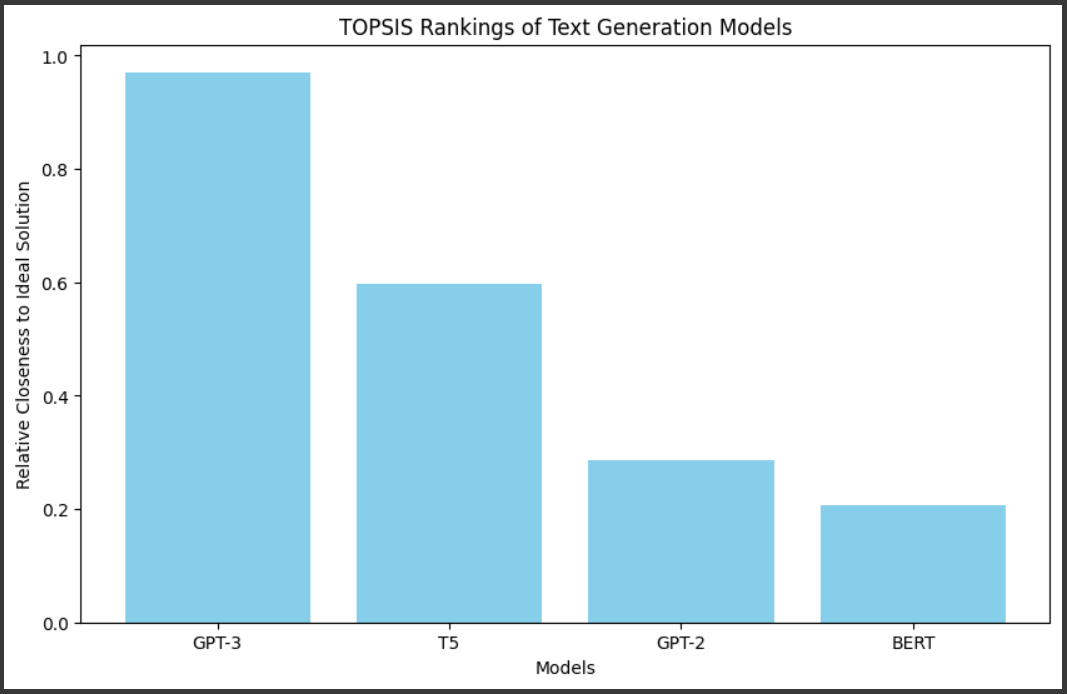 TOPSIS Rankings of Text Generation Models
Relative Closeness to Ideal Solution
1.0
0.8
0.6
0.4
0.2
0.0
GPT-3 T5 GPT-2 BERT
Models